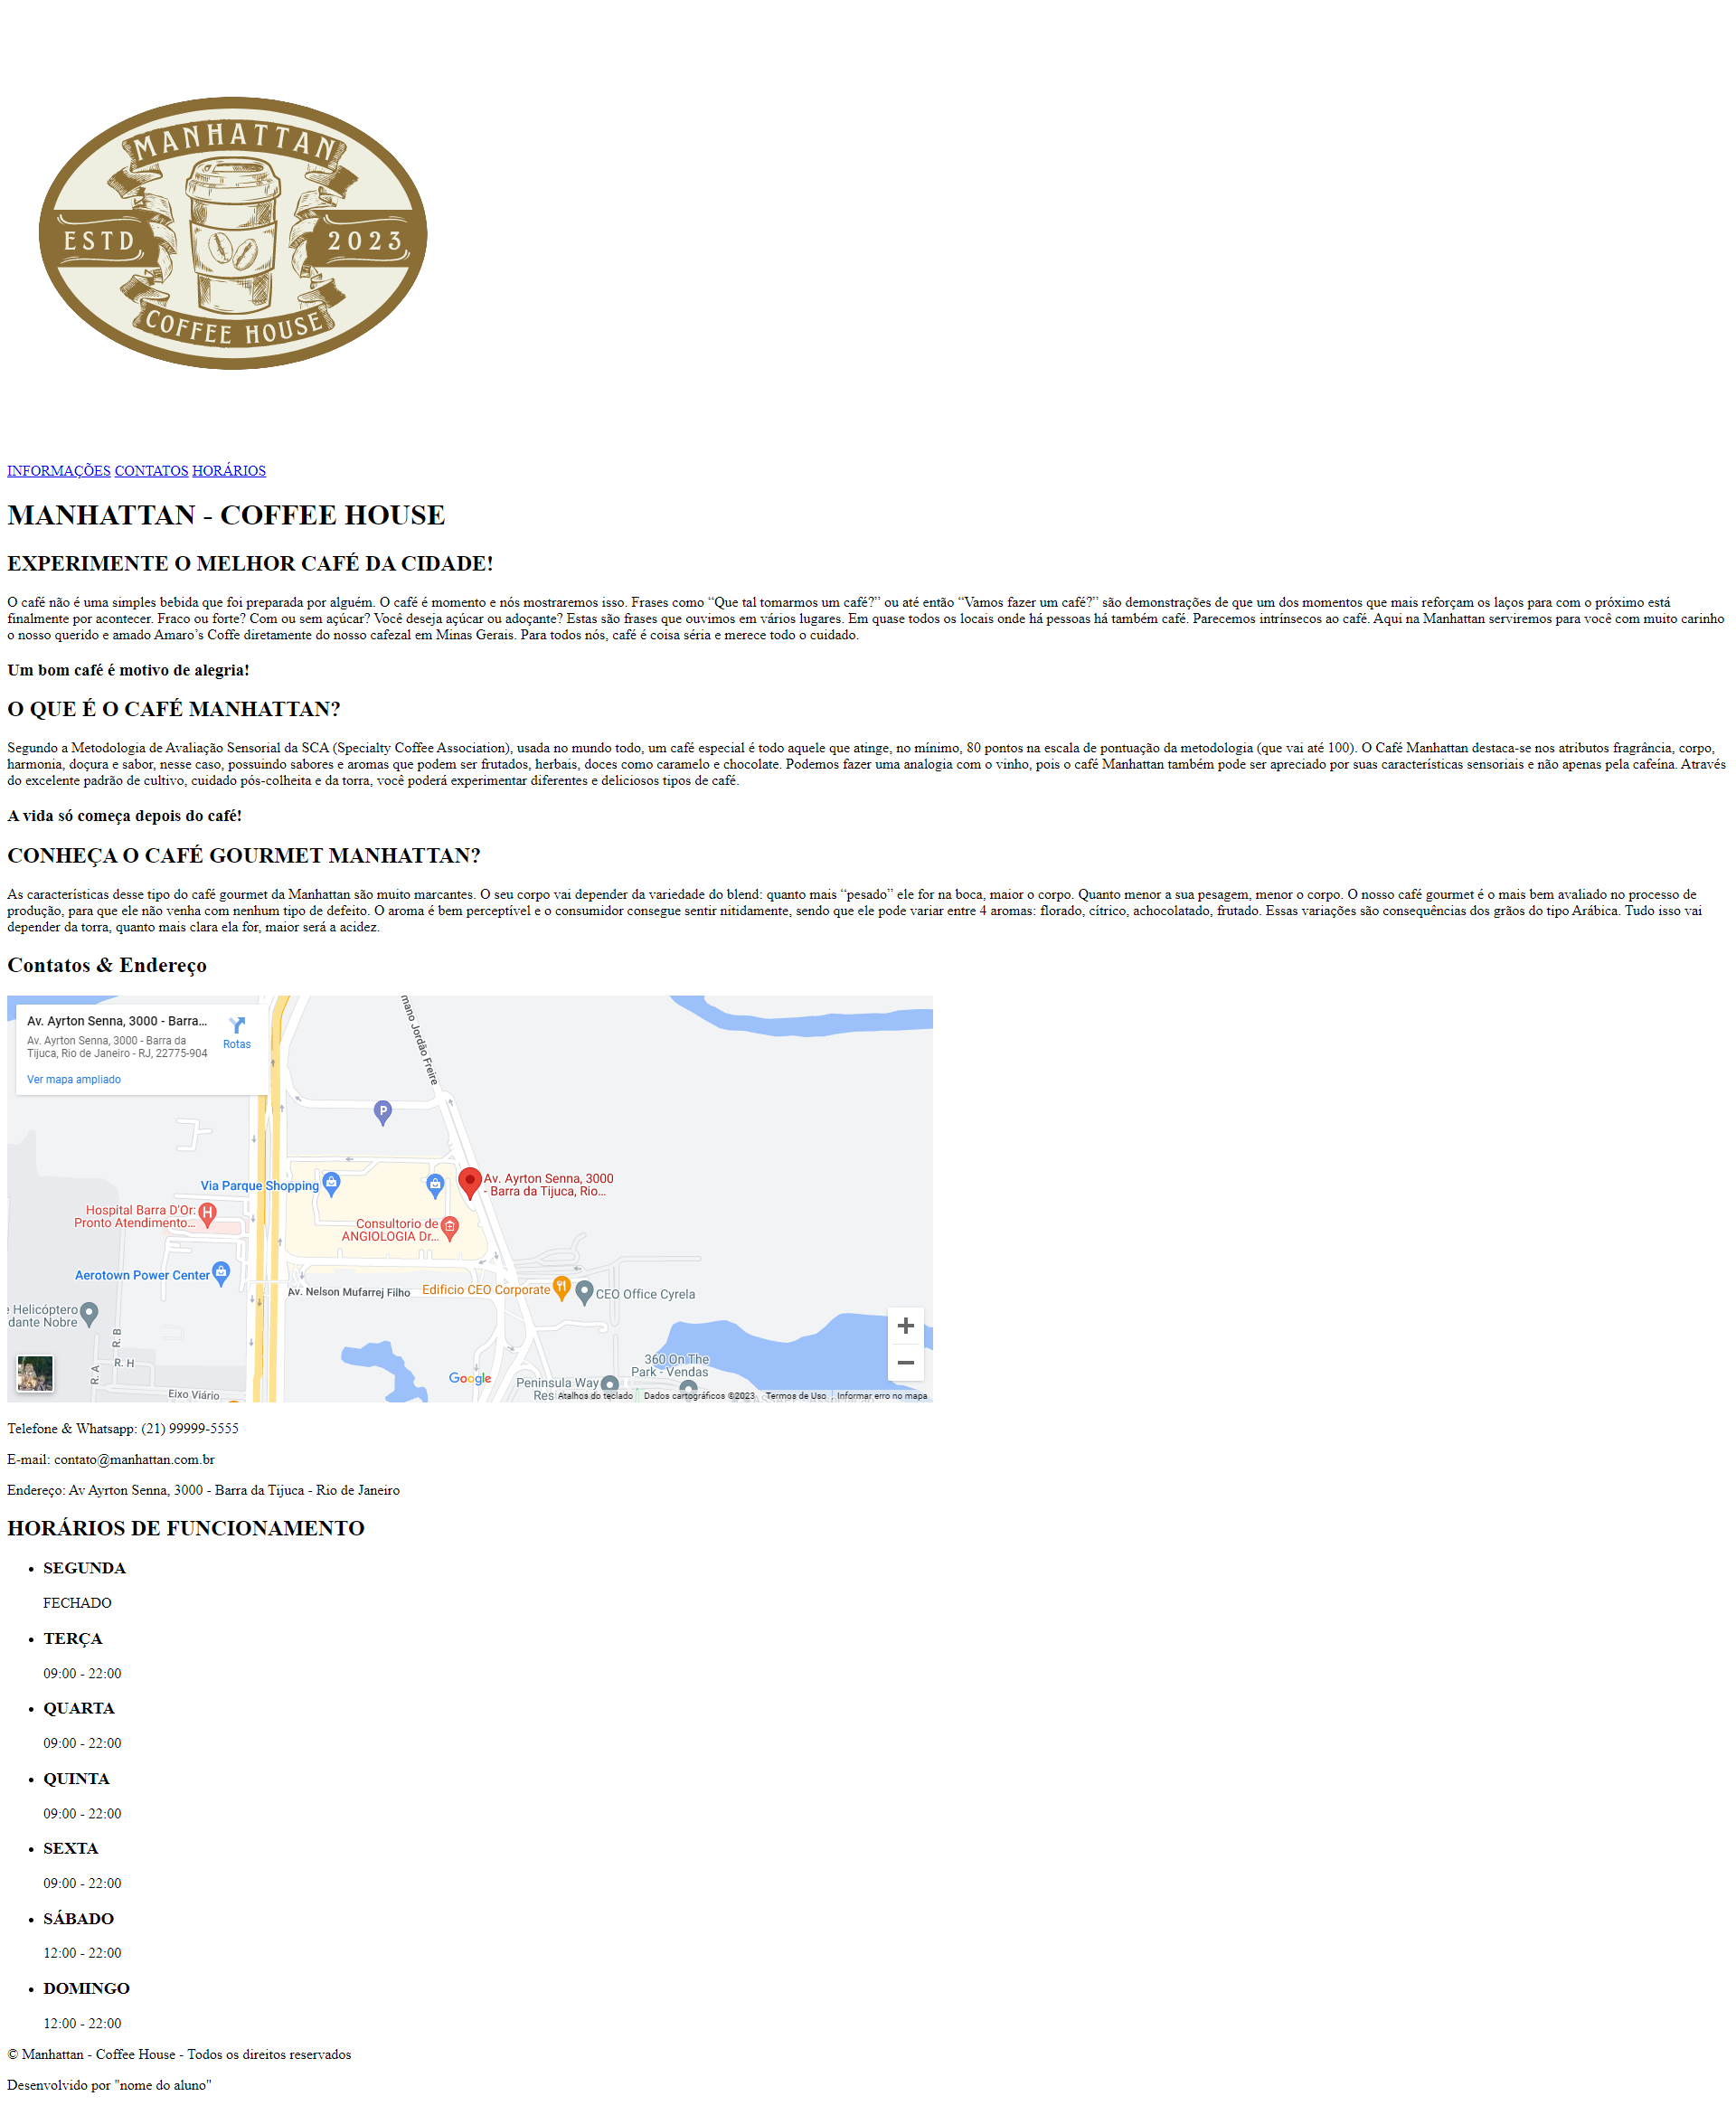 MANHATTAN
ESTD
2023
COFFEE HOUSE
INFORMAÇÕES CONTATOS HORÁRIOS
MANHATTAN - COFFEE HOUSE
EXPERIMENTE O MELHOR CAFÉ DA CIDADE!
O café não é uma simples bebida que foi preparada por alguém. O café é momento e nós mostraremos isso. Frases como “Que tal tomarmos um café?” ou até então “Vamos fazer um café?” são demonstrações de que um dos momentos que mais reforçam os laços para com o próximo está
finalmente por acontecer. Fraco ou forte? Com ou sem açúcar? Você deseja açúcar ou adoçante? Estas são frases que ouvimos em vários lugares. Em quase todos os locais onde há pessoas há também café. Parecemos intrínsecos ao café. Aqui na Manhattan serviremos para você com muito carinho
o nosso querido e amado Amaro’s Coffe diretamente do nosso cafezal em Minas Gerais. Para todos nós, café é coisa séria e merece todo o cuidado.
Um bom café é motivo de alegria!
O QUE É O CAFÉ MANHATTAN?
Segundo a Metodologia de Avaliação Sensorial da SCA (Specialty Coffee Association), usada no mundo todo, um café especial é todo aquele que atinge, no mínimo, 80 pontos na escala de pontuação da metodologia (que vai até 100). O Café Manhattan destaca-se nos atributos fragrância, corpo,
harmonia, doçura e sabor, nesse caso, possuindo sabores e aromas que podem ser frutados, herbais, doces como caramelo e chocolate. Podemos fazer uma analogia com o vinho, pois o café Manhattan também pode ser apreciado por suas características sensoriais e não apenas pela cafeína. Através
do excelente padrão de cultivo, cuidado pós-colheita e da torra, você poderá experimentar diferentes e deliciosos tipos de café.
A vida só começa depois do café!
CONHEÇA O CAFÉ GOURMET MANHATTAN?
As características desse tipo do café gourmet da Manhattan são muito marcantes. O seu corpo vai depender da variedade do blend: quanto mais “pesado” ele for na boca, maior o corpo. Quanto menor a sua pesagem, menor o corpo. O nosso café gourmet é o mais bem avaliado no processo de
produção, para que ele não venha com nenhum tipo de defeito. O aroma é bem perceptível e o consumidor consegue sentir nitidamente, sendo que ele pode variar entre 4 aromas: florado, cítrico, achocolatado, frutado. Essas variações são consequências dos grãos do tipo Arábica. Tudo isso vai
depender da torra, quanto mais clara ela for, maior será a acidez.
Contatos & Endereço
Av. Ayrton Senna, 3000 - Barra...
Av. Ayrton Senna, 3000 - Barra da
Tijuca, Rio de Janeiro - RJ, 22775-904
Rotas
Ver mapa ampliado
mano Jordão Freire
P
Via Parque Shopping
Av. Ayrton Senna, 3000
- Barra da Tijuca, Rio...
Hospital Barra D'Or:
Pronto Atendimento...
H
Consultorio de
ANGIOLOGIA Dr...
Aerotown Power Center
Av. Nelson Mufarrej Filho
Edificio CEO Corporate
CEO Office Cyrela
e Helicóptero
dante Nobre
R. B
R. H
R. A
Eixo Viário
360 On The
Park - Vendas
Google
Peninsula Way
Res
Atalhos do teclado
Dados cartográficos ©2023
Termos de Uso
Informar erro no mapa
Telefone & Whatsapp: (21) 99999-5555
E-mail: contato@manhattan.com.br
Endereço: Av Ayrton Senna, 3000 - Barra da Tijuca - Rio de Janeiro
HORÁRIOS DE FUNCIONAMENTO
• SEGUNDA
FECHADO
• TERÇA
09:00 - 22:00
• QUARTA
09:00 - 22:00
• QUINTA
09:00 - 22:00
• SEXTA
09:00 - 22:00
• SÁBADO
12:00 - 22:00
• DOMINGO
12:00 - 22:00
© Manhattan - Coffee House - Todos os direitos reservados
Desenvolvido por "nome do aluno"